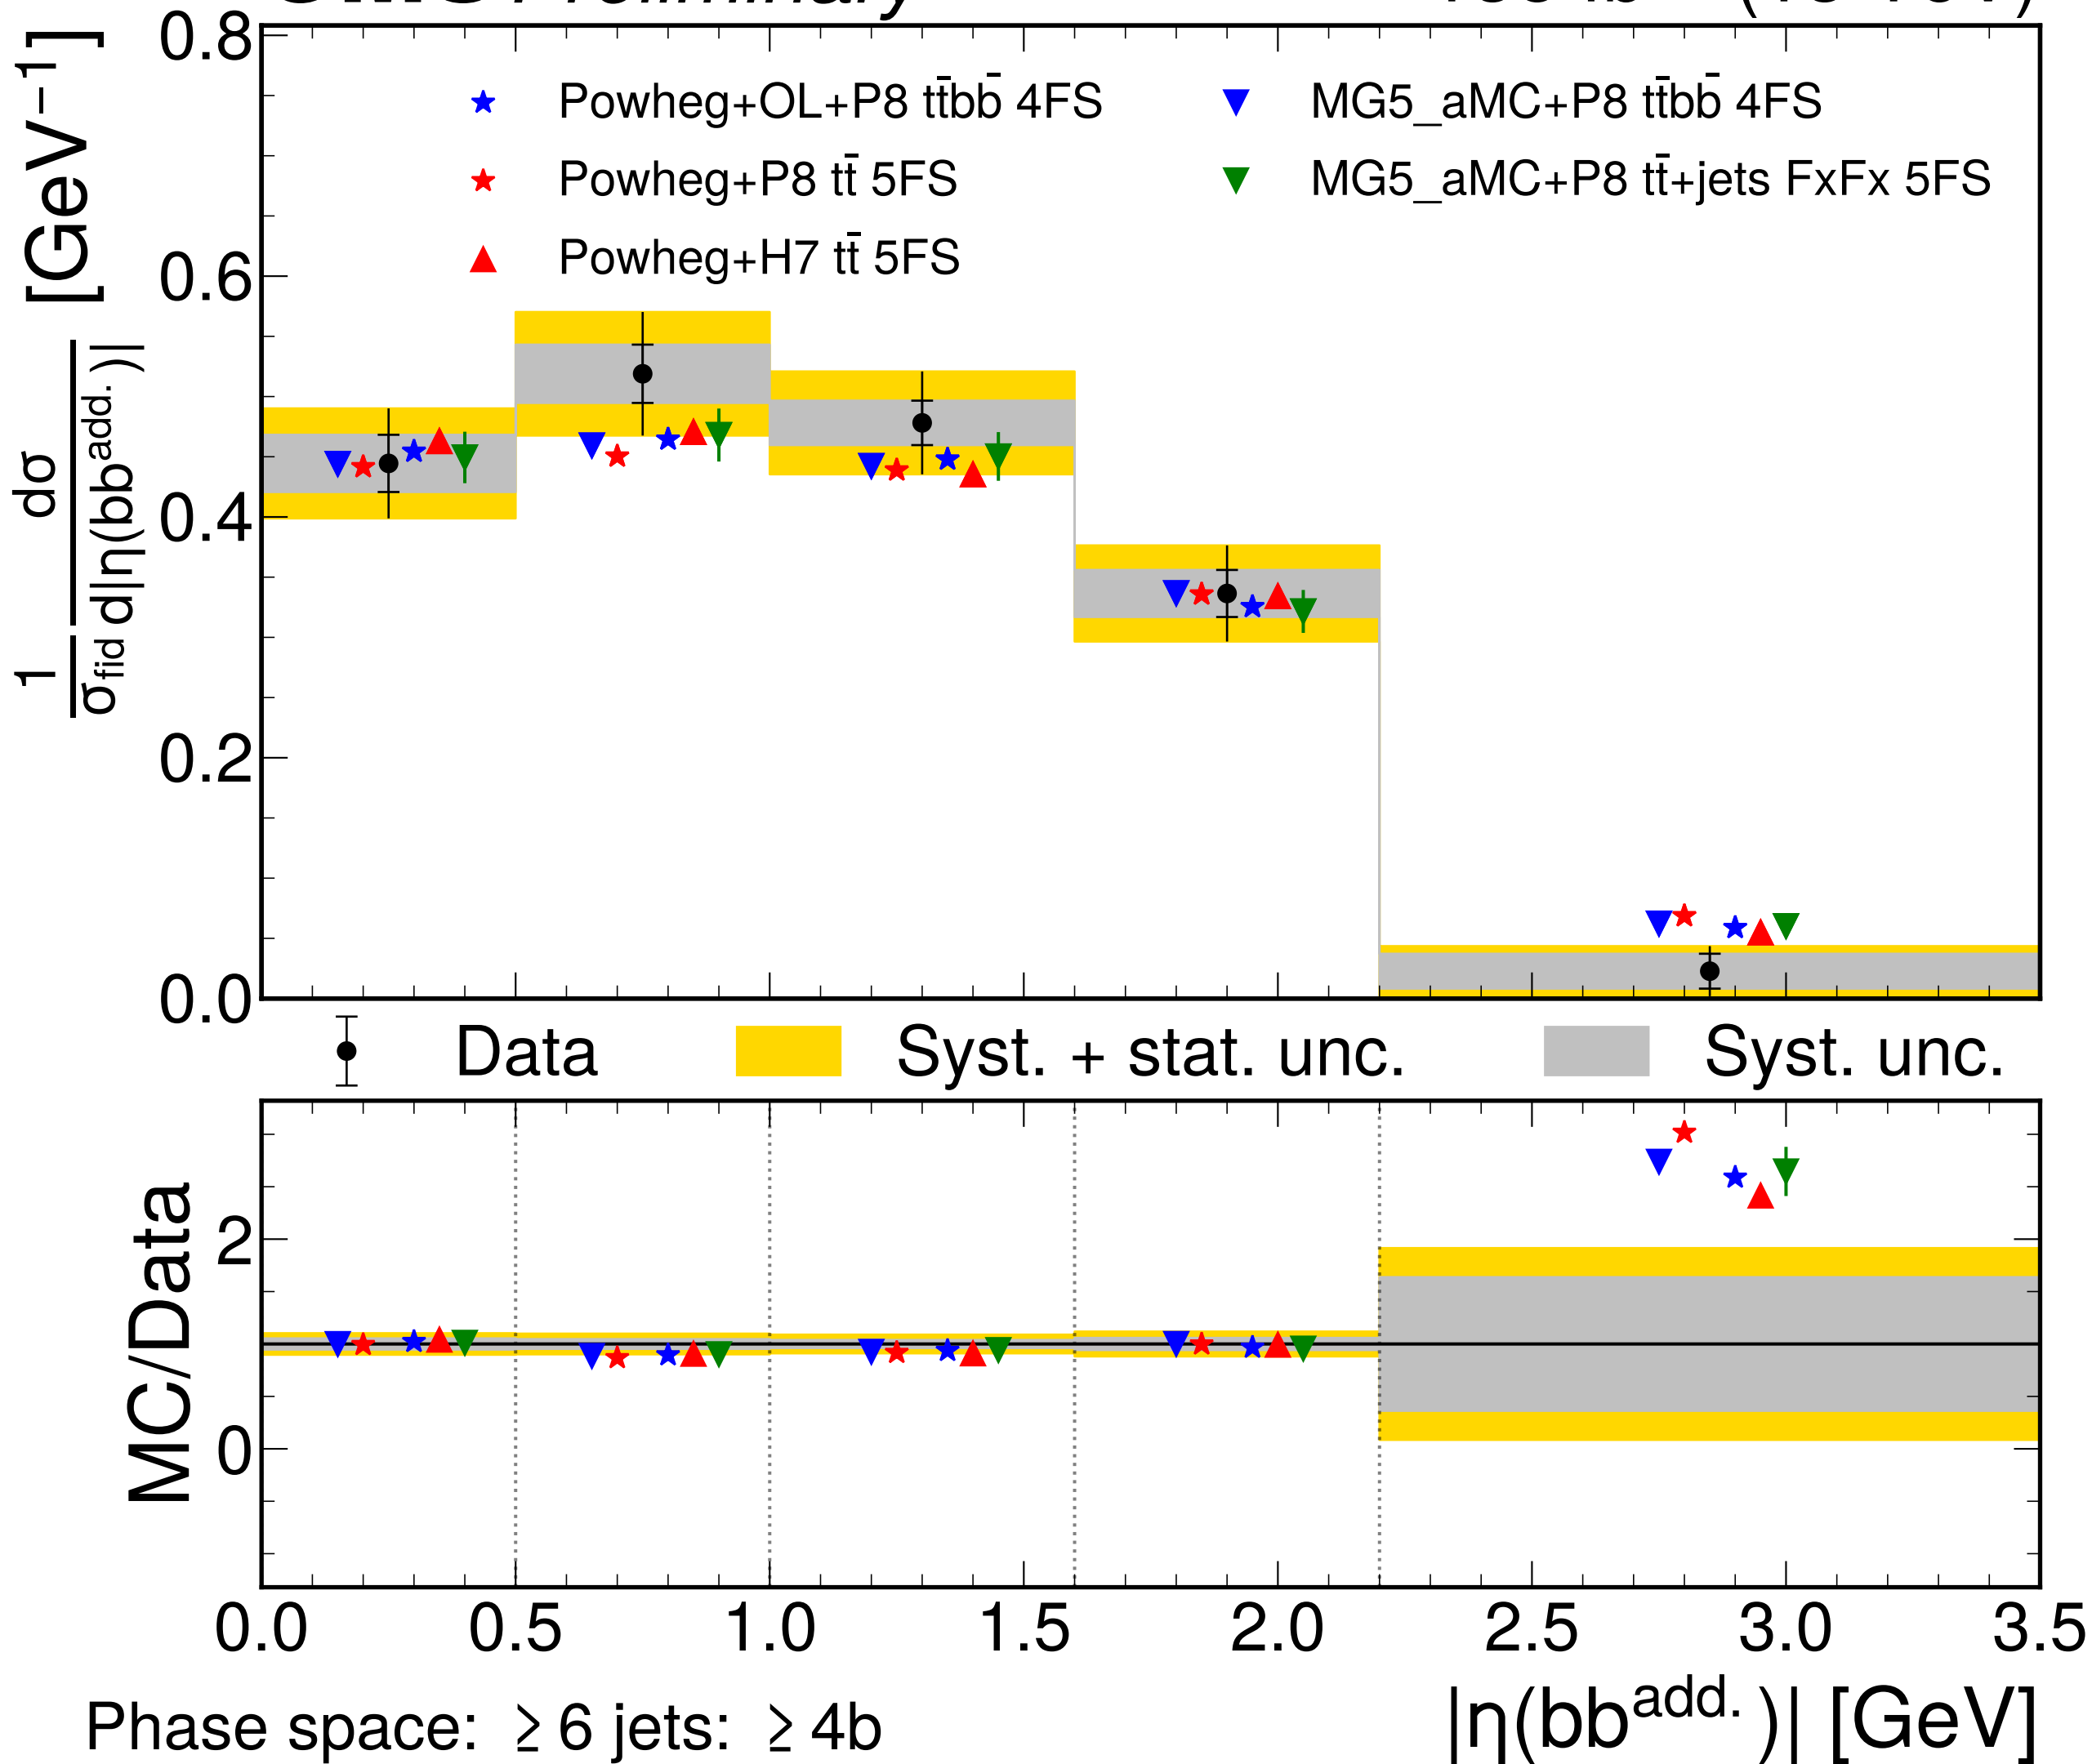 0.8
0.6
0.4
0.2
0.0
1/σfid dσ/d|η(bb^add.)| [GeV⁻¹]
Powheg+OL+P8 tt̄bb̄ 4FS
Powheg+P8 tt̄ 5FS
Powheg+H7 tt̄ 5FS
MG5_aMC+P8 tt̄bb̄ 4FS
MG5_aMC+P8 tt̄+jets FxFx 5FS
Data Syst. + stat. unc. Syst. unc.
MC/Data
2
0
0.0 0.5 1.0 1.5 2.0 2.5 3.0 3.5
|η(bb^add.)| [GeV]
Phase space: ≥ 6 jets: ≥ 4b